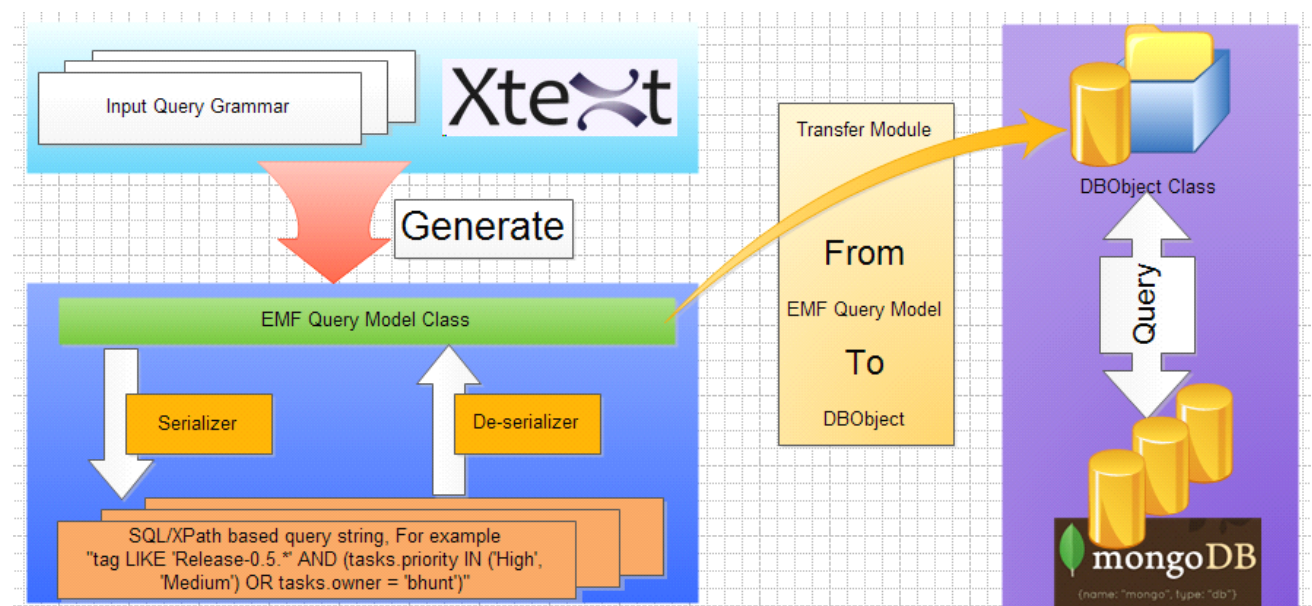 Input Query Grammar
Xtext
Generate
EMF Query Model Class
Serializer
De-serializer
SQL/XPath based query string, For example
"tag LIKE 'Release-0.5.*' AND (tasks.priority IN ('High',
'Medium') OR tasks.owner = 'bhunt')"
Transfer Module
From
EMF Query Model
To
DBObject
DBObject Class
Query
mongoDB
{name: "mongo", type: "db"}